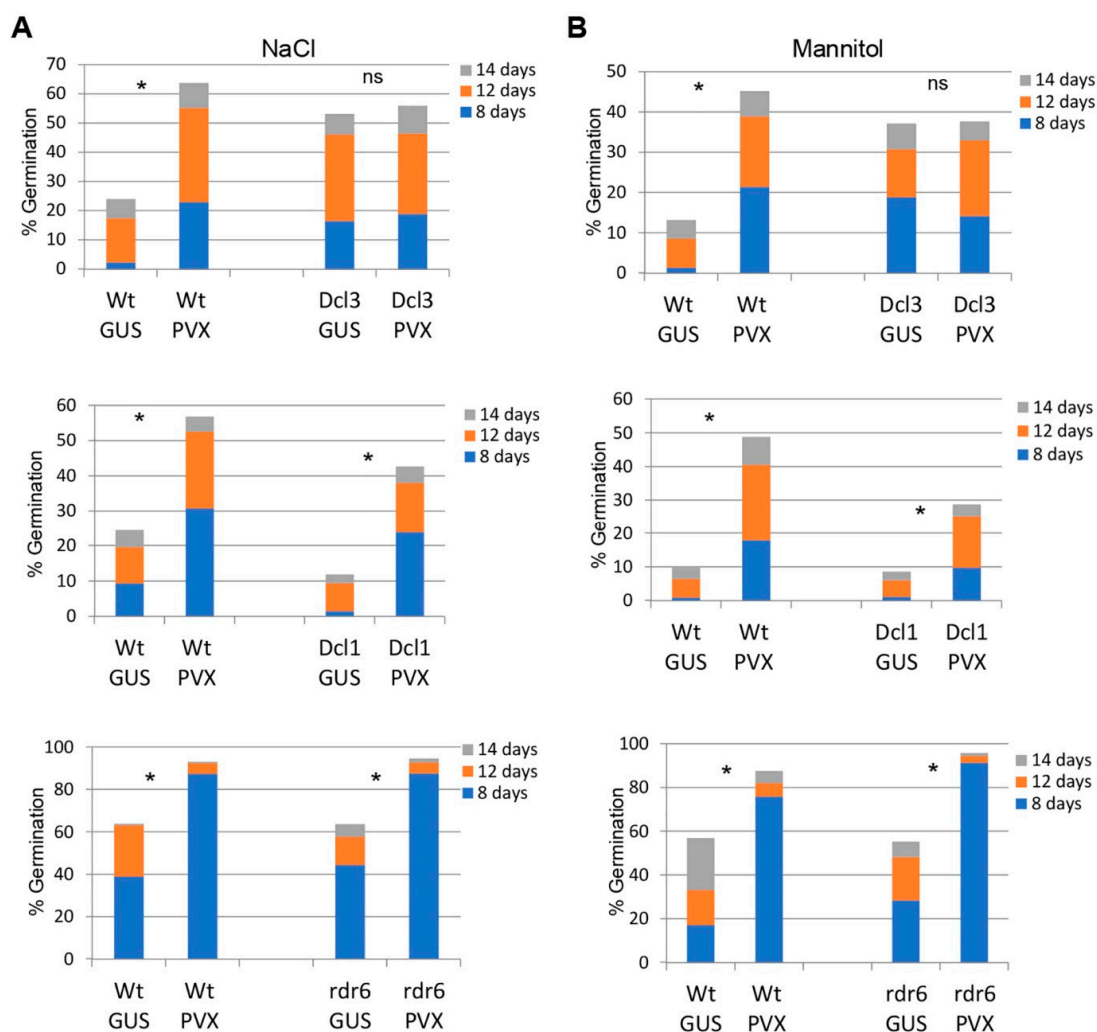 A
NaCl
% Germination
70
60
50
40
30
20
10
0
*
ns
14 days
12 days
8 days
Wt
GUS
Wt
PVX
Dcl3
GUS
Dcl3
PVX
B
Mannitol
% Germination
50
40
30
20
10
0
*
ns
14 days
12 days
8 days
Wt
GUS
Wt
PVX
Dcl3
GUS
Dcl3
PVX
% Germination
60
50
40
30
20
10
0
*
*
14 days
12 days
8 days
Wt
GUS
Wt
PVX
Dcl1
GUS
Dcl1
PVX
% Germination
60
50
40
30
20
10
0
*
*
14 days
12 days
8 days
Wt
GUS
Wt
PVX
Dcl1
GUS
Dcl1
PVX
% Germination
100
80
60
40
20
0
*
*
14 days
12 days
8 days
Wt
GUS
Wt
PVX
rdr6
GUS
rdr6
PVX
% Germination
100
80
60
40
20
0
*
*
14 days
12 days
8 days
Wt
GUS
Wt
PVX
rdr6
GUS
rdr6
PVX